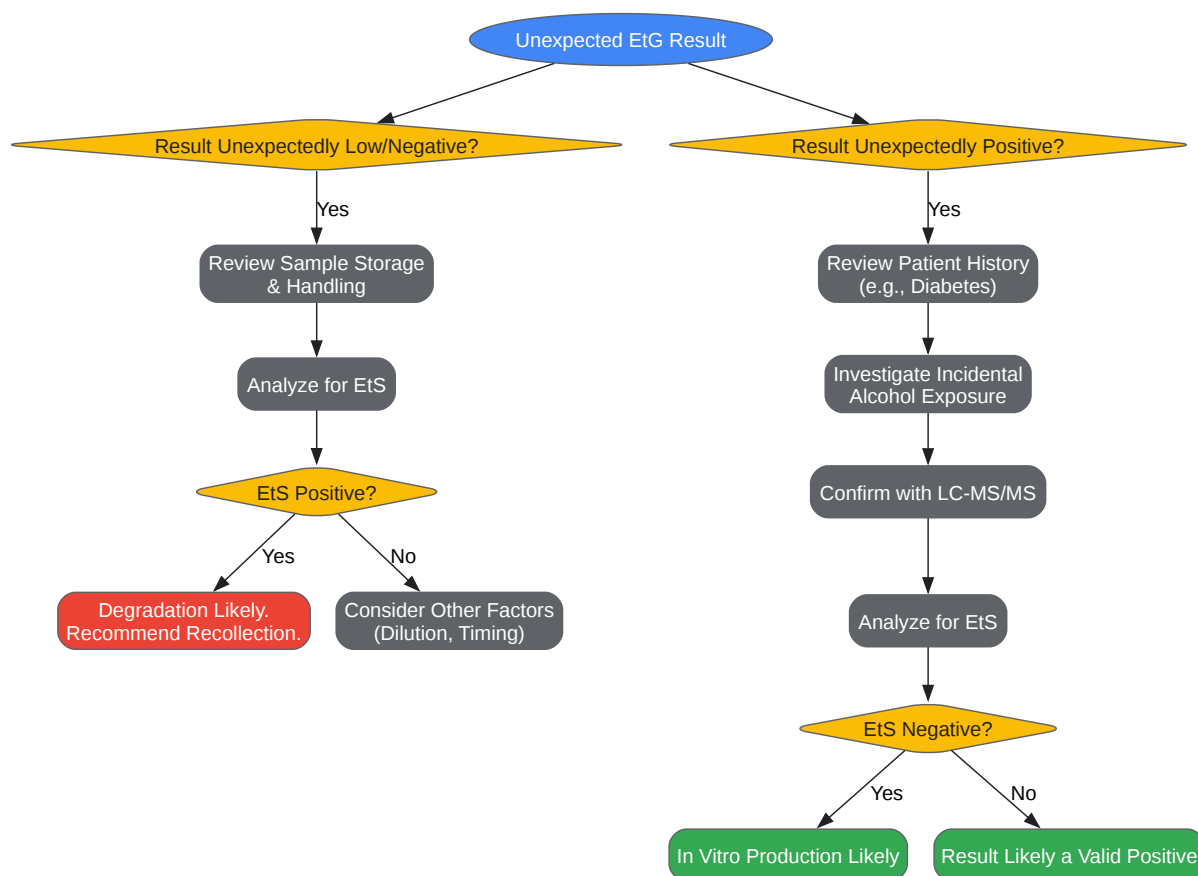 Unexpected EtG Result
Result Unexpectedly Low/Negative?
Result Unexpectedly Positive?
Yes
Yes
Review Sample Storage
& Handling
Review Patient History
(e.g., Diabetes)
Analyze for EtS
Investigate Incidental
Alcohol Exposure
EtS Positive?
Confirm with LC-MS/MS
Yes
No
Degradation Likely.
Recommend Recollection.
Consider Other Factors
(Dilution, Timing)
Analyze for EtS
EtS Negative?
Yes
No
In Vitro Production Likely
Result Likely a Valid Positive